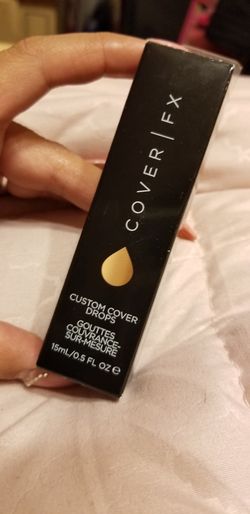 COVER | FX
CUSTOM COVER
DROPS
GOUTTES
COUVRANCE-
SUR-MESURE
15mL/0.5 FL OZ ℮